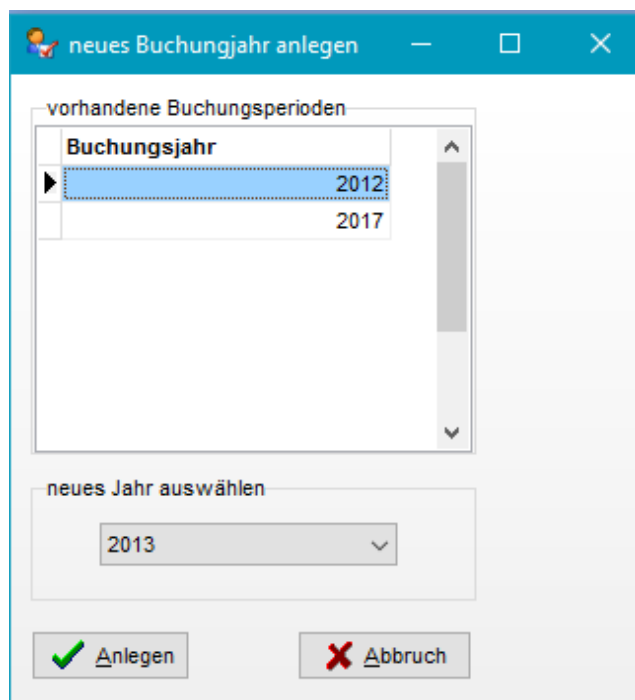 neues Buchungjahr anlegen
vorhandene Buchungsperioden
Buchungsjahr
2012
2017
neues Jahr auswählen
2013
Anlegen
Abbruch